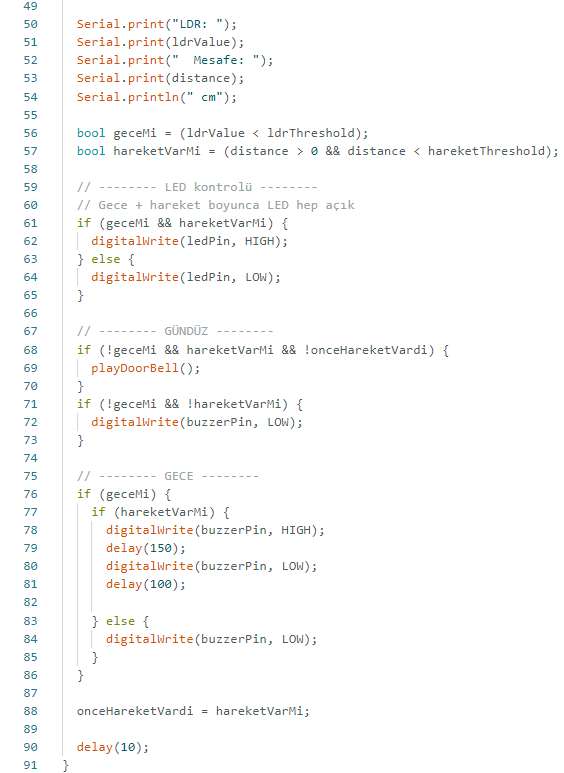 49
50 Serial.print("LDR: ");
51 Serial.print(ldrValue);
52 Serial.print("  Mesafe: ");
53 Serial.print(distance);
54 Serial.println(" cm");
55
56 bool geceMi = (ldrValue < ldrThreshold);
57 bool hareketVarMi = (distance > 0 && distance < hareketThreshold);
58
59 // -------- LED kontrolü --------
60 // Gece + hareket boyunca LED hep açık
61 if (geceMi && hareketVarMi) {
62   digitalWrite(ledPin, HIGH);
63 } else {
64   digitalWrite(ledPin, LOW);
65 }
66
67 // -------- GÜNDÜZ --------
68 if (!geceMi && hareketVarMi && !onceHareketVardi) {
69   playDoorBell();
70 }
71 if (!geceMi && !hareketVarMi) {
72   digitalWrite(buzzerPin, LOW);
73 }
74
75 // -------- GECE --------
76 if (geceMi) {
77   if (hareketVarMi) {
78     digitalWrite(buzzerPin, HIGH);
79     delay(150);
80     digitalWrite(buzzerPin, LOW);
81     delay(100);
82
83   } else {
84     digitalWrite(buzzerPin, LOW);
85   }
86 }
87
88 onceHareketVardi = hareketVarMi;
89
90 delay(10);
91 }